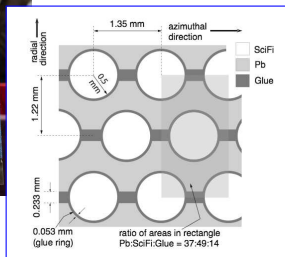 1.35 mm
azimuthal
direction
radial
direction
SciFi
Pb
Glue
0.5
mm
1.22 mm
0.233
mm
0.053 mm
(glue ring)
ratio of areas in rectangle
Pb:SciFi:Glue = 37:49:14